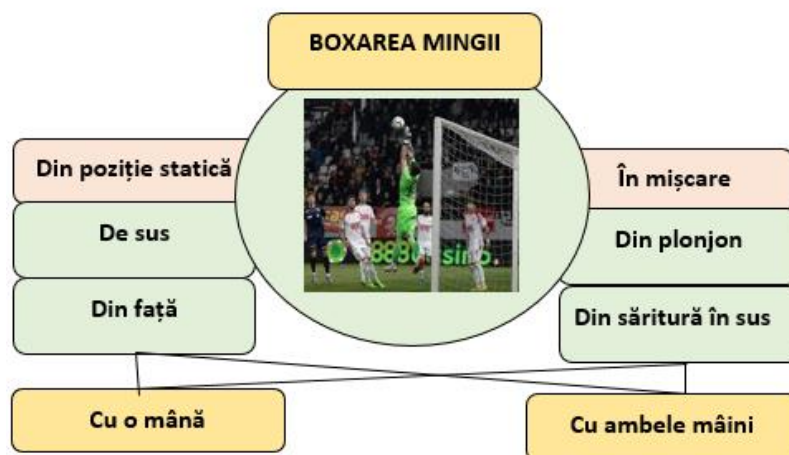 BOXAREA MINGII
Din poziție statică
În mișcare
De sus
Din plonjon
Din față
Din săritură în sus
Cu o mână
Cu ambele mâini